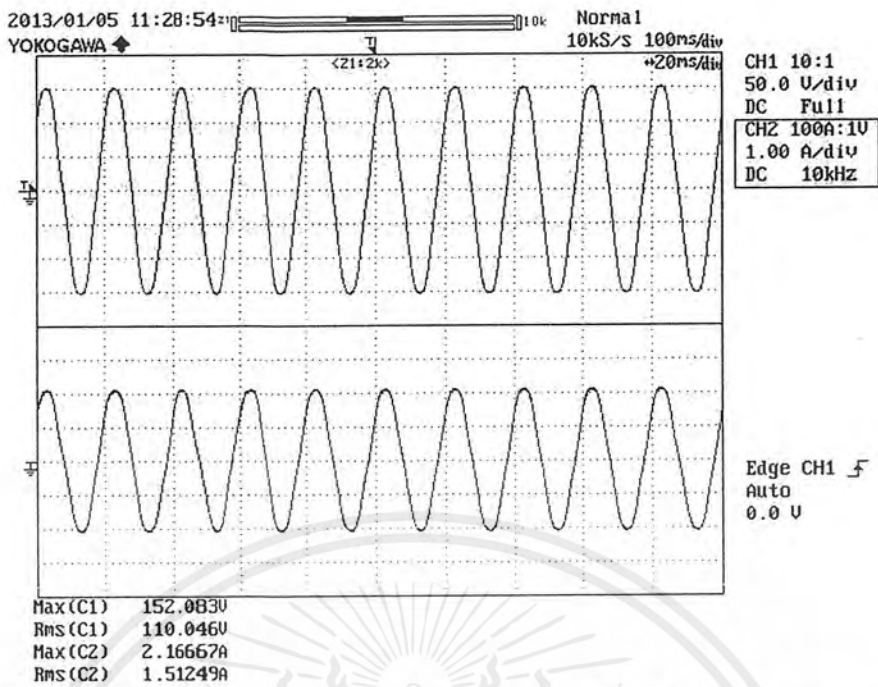 2013/01/05 11:28:54 Z1 10k Normal
YOKOGAWA 10kS/s 100ms/div
<Z1:2k> ↔20ms/div
CH1 10:1
50.0 V/div
DC Full
CH2 100A:1V
1.00 A/div
DC 10kHz
T
T
Edge CH1
Auto
0.0 V
Max(C1) 152.083V
Rms(C1) 110.046V
Max(C2) 2.16667A
Rms(C2) 1.51249A